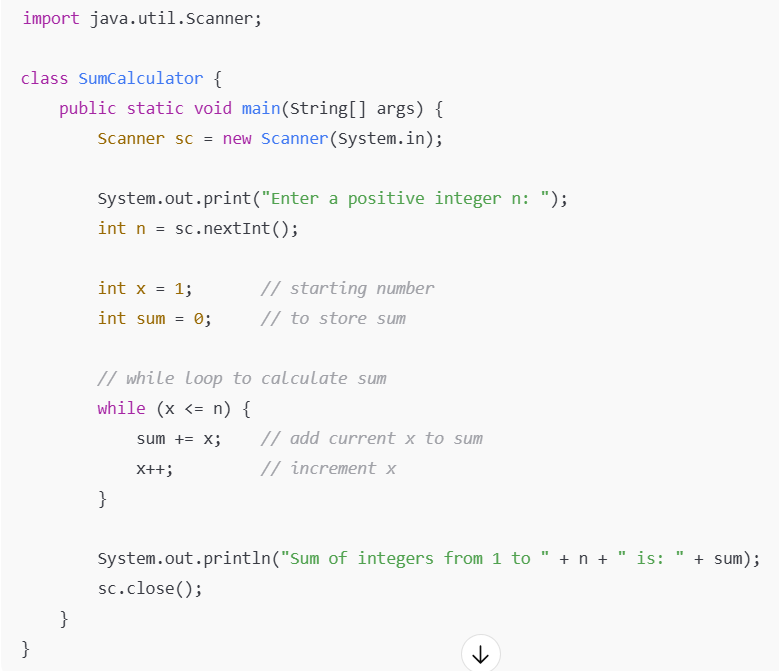 import java.util.Scanner;
class SumCalculator {
    public static void main(String[] args) {
        Scanner sc = new Scanner(System.in);
        System.out.print("Enter a positive integer n: ");
        int n = sc.nextInt();
        int x = 1;       // starting number
        int sum = 0;     // to store sum
        // while loop to calculate sum
        while (x <= n) {
            sum += x;    // add current x to sum
            x++;         // increment x
        }
        System.out.println("Sum of integers from 1 to " + n + " is: " + sum);
        sc.close();
    }
}